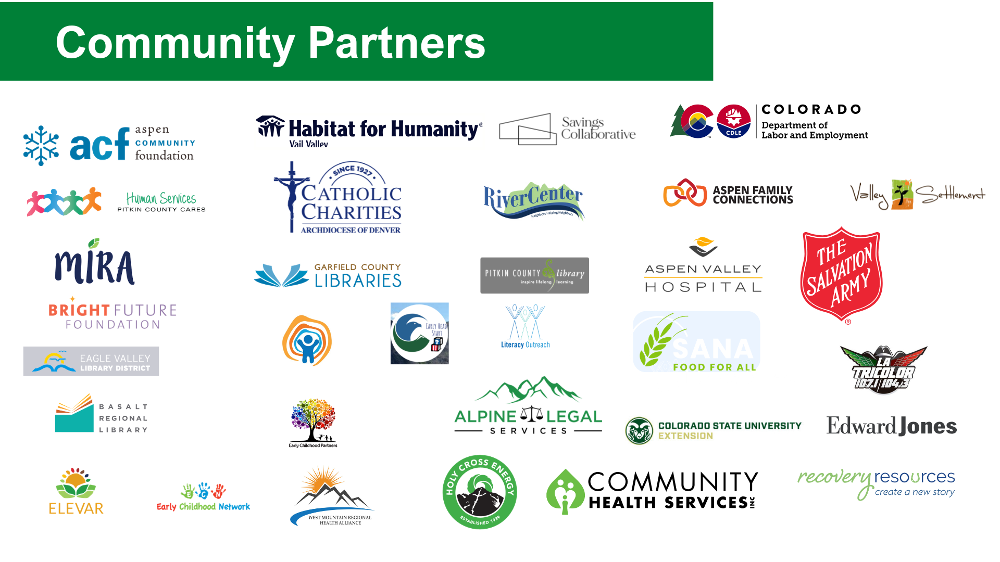 Community Partners
acf
aspen
COMMUNITY
foundation
Habitat for Humanity®
Vail Valley
Savings
Collaborative
C
CDLE
COLORADO
Department of
Labor and Employment
TM
Human Services
PITKIN COUNTY CARES
SINCE 1927
CATHOLIC
CHARITIES
ARCHDIOCESE OF DENVER
RiverCenter
Neighbors Helping Neighbors
ASPEN FAMILY
CONNECTIONS
Valley Settlement
MIRA
GARFIELD COUNTY
LIBRARIES
PITKIN COUNTY library
inspire lifelong learning
ASPEN VALLEY
HOSPITAL
THE
SALVATION
ARMY
®
BRIGHT FUTURE
FOUNDATION
EARLY HEAD
START
Literacy Outreach
SANA
FOOD FOR ALL
EAGLE VALLEY
LIBRARY DISTRICT
LA
TRICOLOR
107.1 104.3
BASALT
REGIONAL
LIBRARY
Early Childhood Partners
ALPINE LEGAL
SERVICES
COLORADO STATE UNIVERSITY
EXTENSION
Edward Jones
ELEVAR
ECN
Early Childhood Network
WEST MOUNTAIN REGIONAL
HEALTH ALLIANCE
HOLY CROSS ENERGY
ESTABLISHED 1939
COMMUNITY
HEALTH SERVICES INC
recovery resources
create a new story